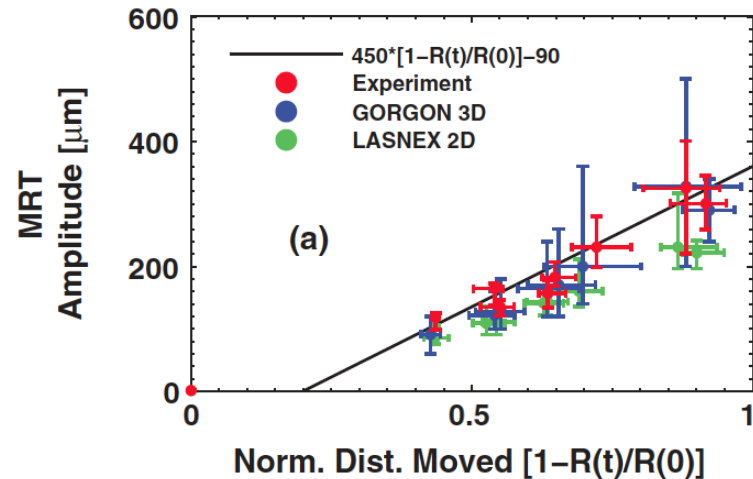 600
400
200
0
MRT
Amplitude [μm]
450*[1−R(t)/R(0)]−90
Experiment
GORGON 3D
LASNEX 2D
(a)
0
0.5
1
Norm. Dist. Moved [1−R(t)/R(0)]